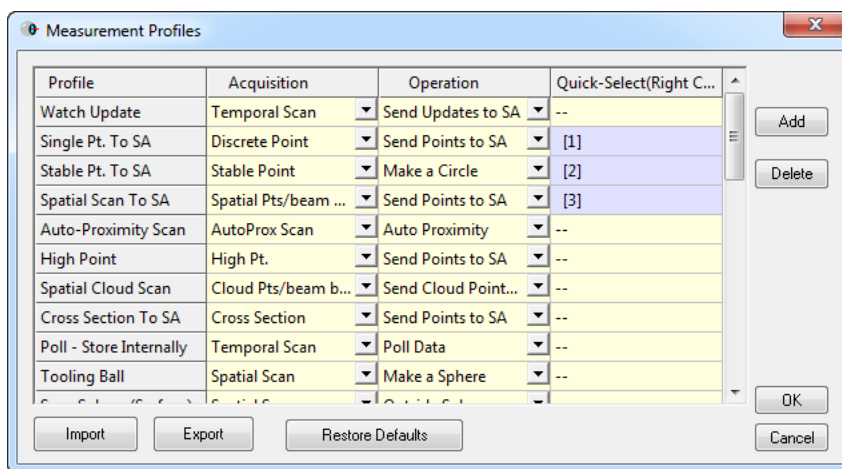 Measurement Profiles
Profile Acquisition Operation Quick-Select(Right C...
Watch Update Temporal Scan Send Updates to SA --
Single Pt. To SA Discrete Point Send Points to SA [1]
Stable Pt. To SA Stable Point Make a Circle [2]
Spatial Scan To SA Spatial Pts/beam ... Send Points to SA [3]
Auto-Proximity Scan AutoProx Scan Auto Proximity --
High Point High Pt. Send Points to SA --
Spatial Cloud Scan Cloud Pts/beam b... Send Cloud Point... --
Cross Section To SA Cross Section Send Points to SA --
Poll - Store Internally Temporal Scan Poll Data --
Tooling Ball Spatial Scan Make a Sphere --
Add
Delete
OK
Cancel
Import Export Restore Defaults